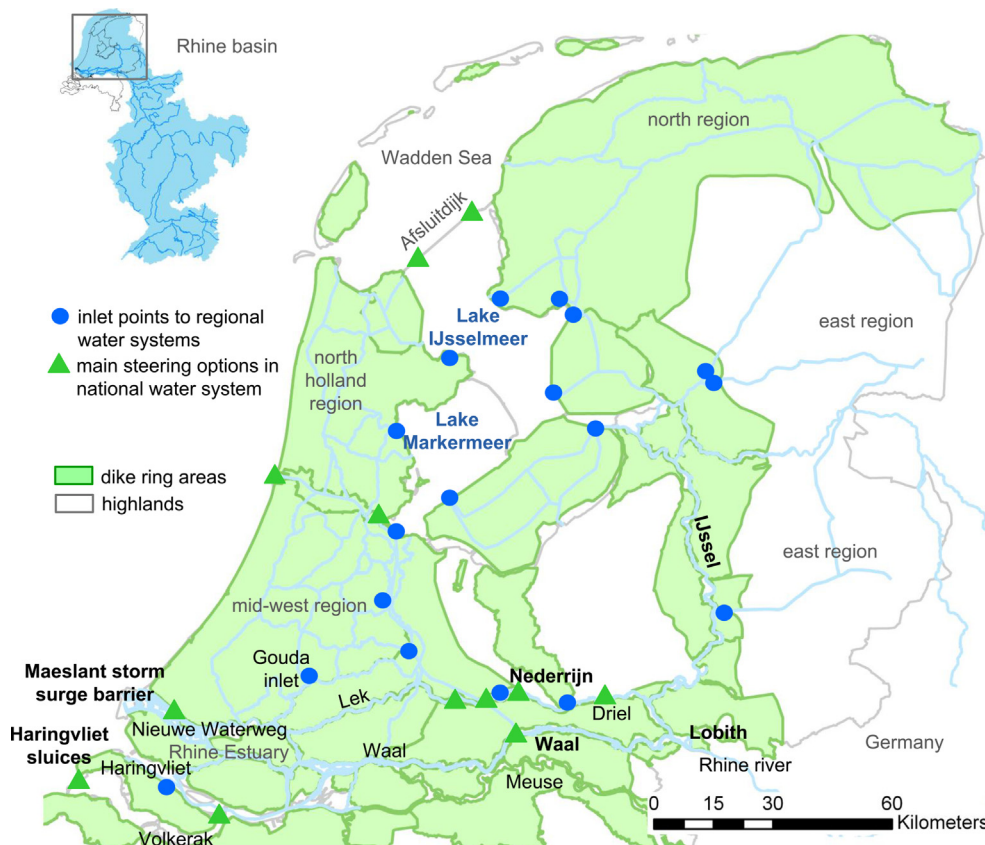 Rhine basin
north region
Wadden Sea
Afsluitdijk
inlet points to regional
water systems
main steering options in
national water system
Lake
IJsselmeer
east region
north
holland
region
Lake
Markermeer
dike ring areas
highlands
IJssel
east region
mid-west region
Gouda
inlet
Maeslant storm
surge barrier
Nederrijn
Lek
Driel
Nieuwe Waterweg
Haringvliet
sluices
Rhine Estuary
Waal
Waal
Lobith
Germany
Haringvliet
Rhine river
Meuse
0 15 30 60
Kilometers
Volkerak